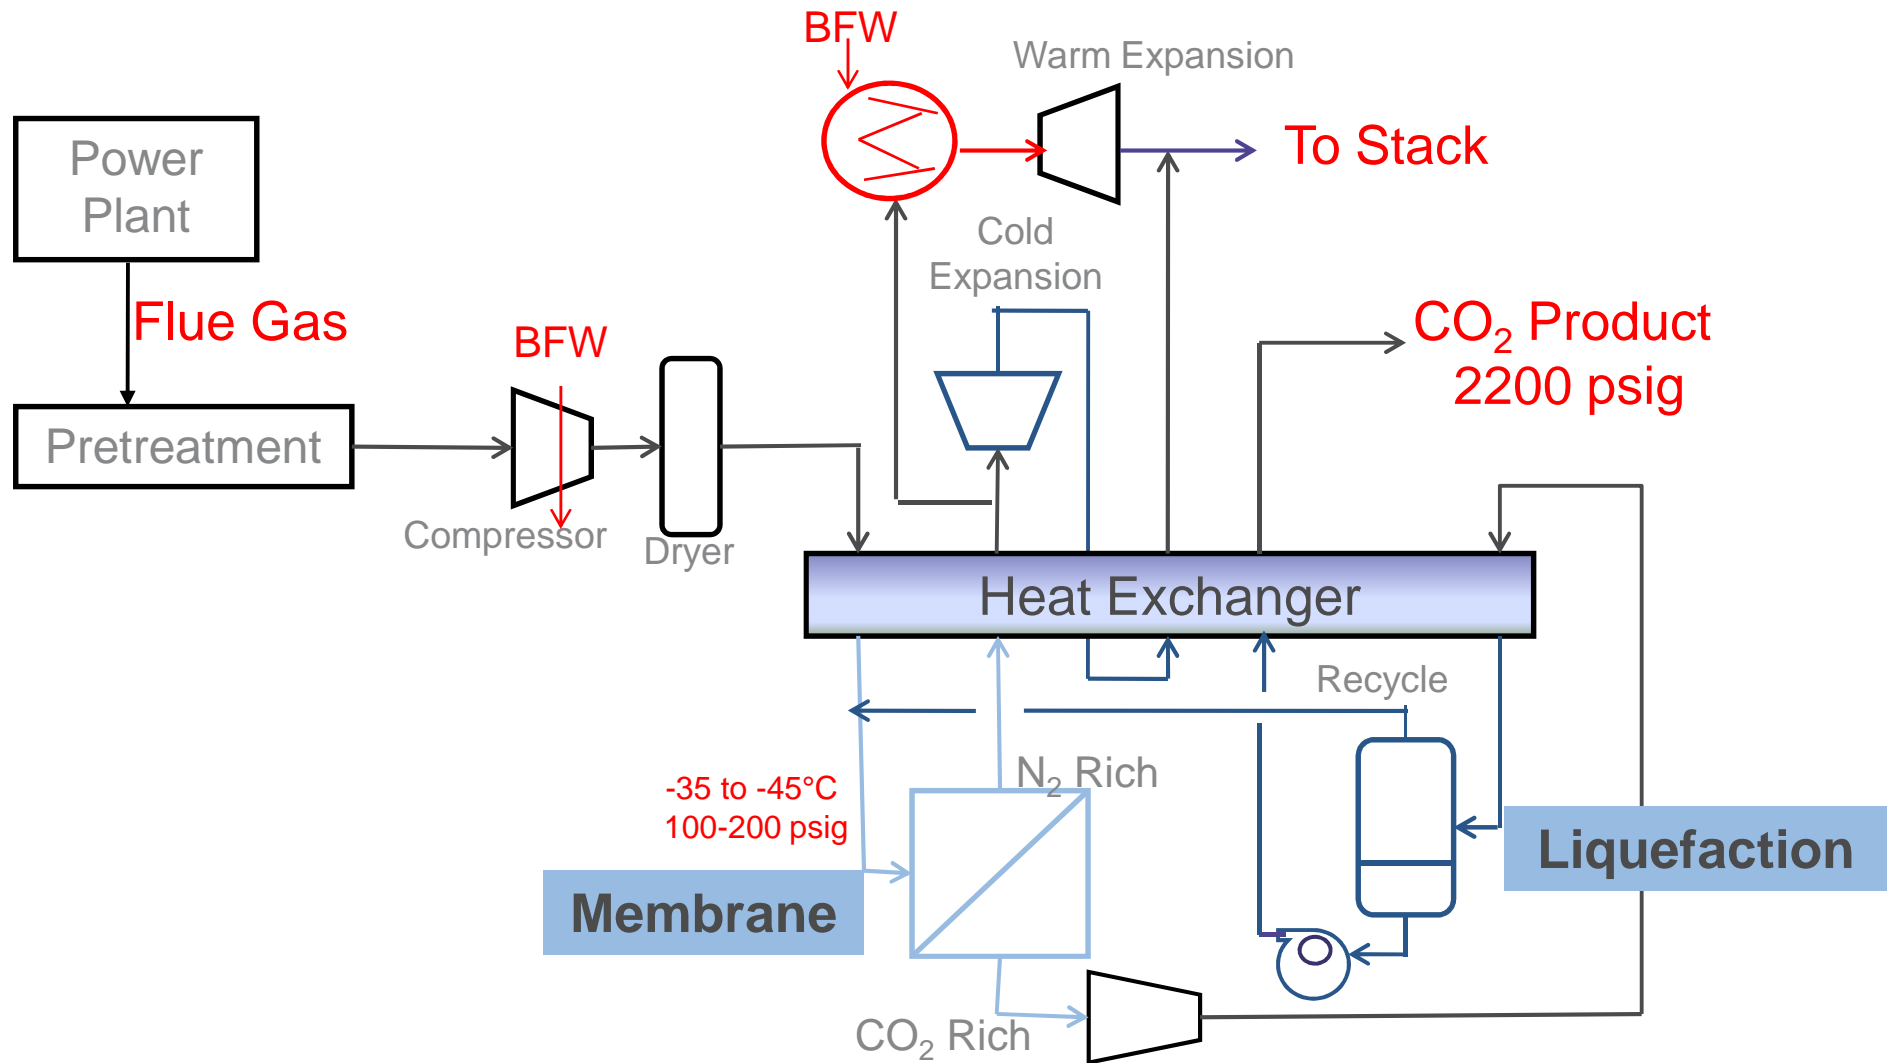 BFW
Warm Expansion
Power
Plant
To Stack
Cold
Expansion
Flue Gas
BFW
CO₂ Product
2200 psig
Pretreatment
Compressor
Dryer
Heat Exchanger
Recycle
N₂ Rich
-35 to -45°C
100-200 psig
Liquefaction
Membrane
CO₂ Rich